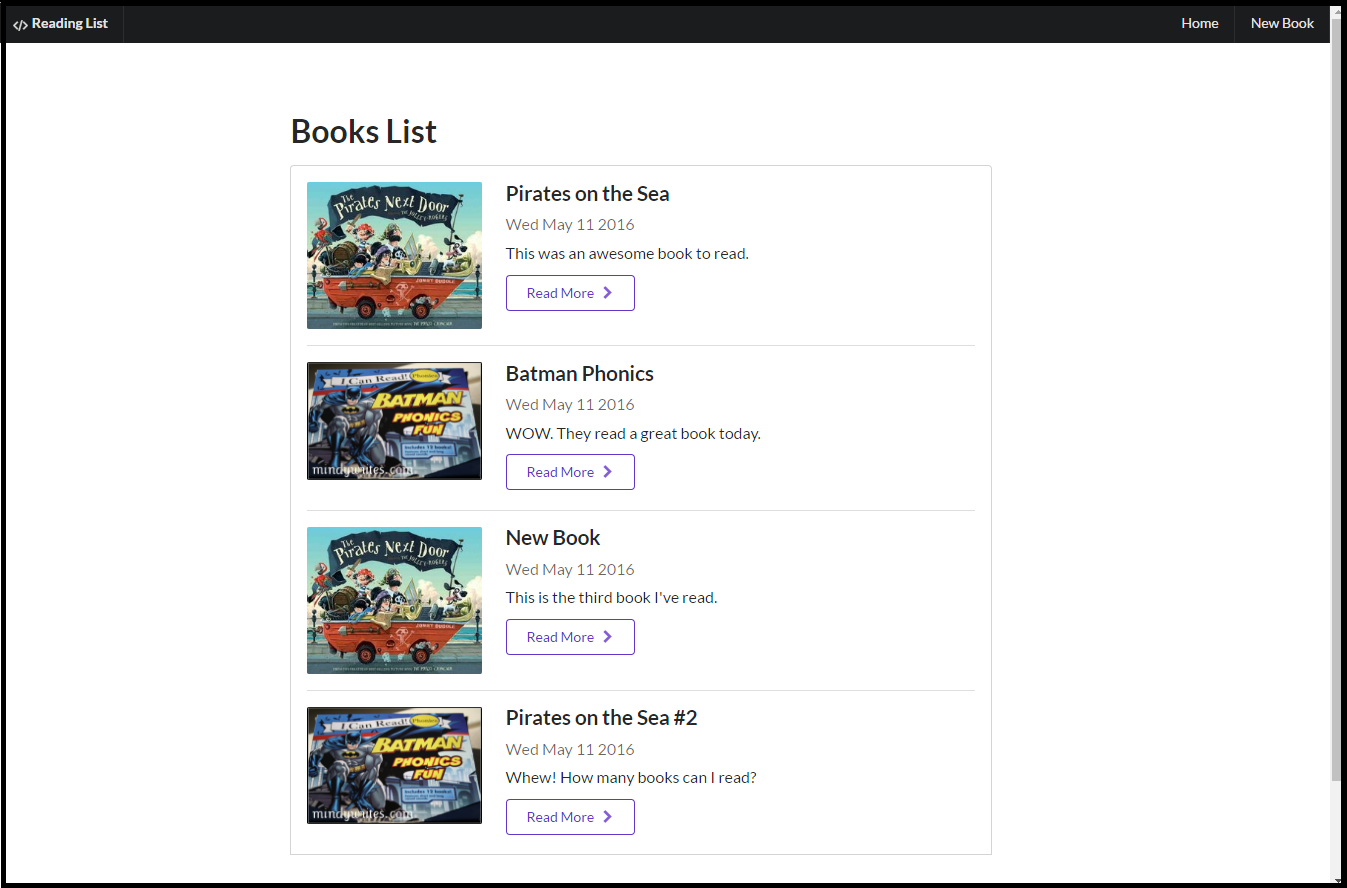 Reading List
Home
New Book
Books List
The
Pirates Next Door
Pirates on the Sea
Wed May 11 2016
This was an awesome book to read.
Read More
I Can Read! Phonics
BATMAN
PHONICS
FUN
mindywrites.com
Batman Phonics
Wed May 11 2016
WOW. They read a great book today.
Read More
The
Pirates Next Door
New Book
Wed May 11 2016
This is the third book I've read.
Read More
I Can Read! Phonics
BATMAN
PHONICS
FUN
mindywrites.com
Pirates on the Sea #2
Wed May 11 2016
Whew! How many books can I read?
Read More